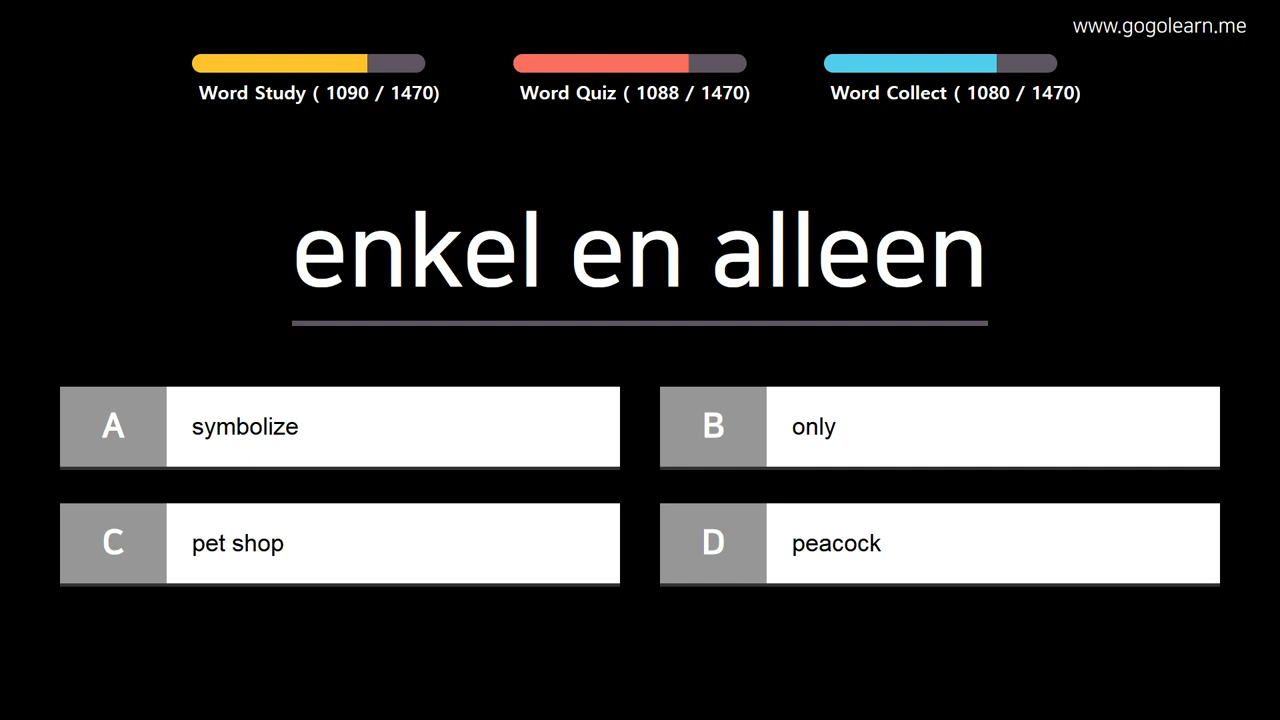 www.gogolearn.me
Word Study ( 1090 / 1470)
Word Quiz ( 1088 / 1470)
Word Collect ( 1080 / 1470)
enkel en alleen
A symbolize
B only
C pet shop
D peacock